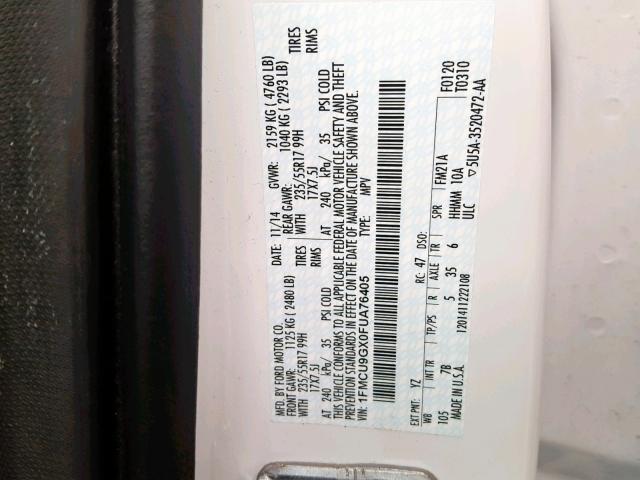 MFD. BY FORD MOTOR CO.
DATE: 11/14 GVWR: 2159 KG ( 4760 LB)
FRONT GAWR: 1125 KG ( 2480 LB) REAR GAWR: 1040 KG ( 2293 LB)
WITH 235/55R17 99H TIRES WITH 235/55R17 99H TIRES
17X7.5J RIMS 17X7.5J RIMS
AT 240 kPa/ 35 PSI COLD AT 240 kPa/ 35 PSI COLD
THIS VEHICLE CONFORMS TO ALL APPLICABLE FEDERAL MOTOR VEHICLE SAFETY AND THEFT
PREVENTION STANDARDS IN EFFECT ON THE DATE OF MANUFACTURE SHOWN ABOVE.
VIN: 1FMCU9GX0FUA76405 TYPE: MPV
EXT PNT: YZ RC: 47 DSO: F0120
WB INT TR TP/PS R AXLE TR SPR FM21A T0310
105 7B 5 35 6 HHMM 10A
MADE IN U.S.A. ULC
1201411222108 ▽5U5A-3520472-AA